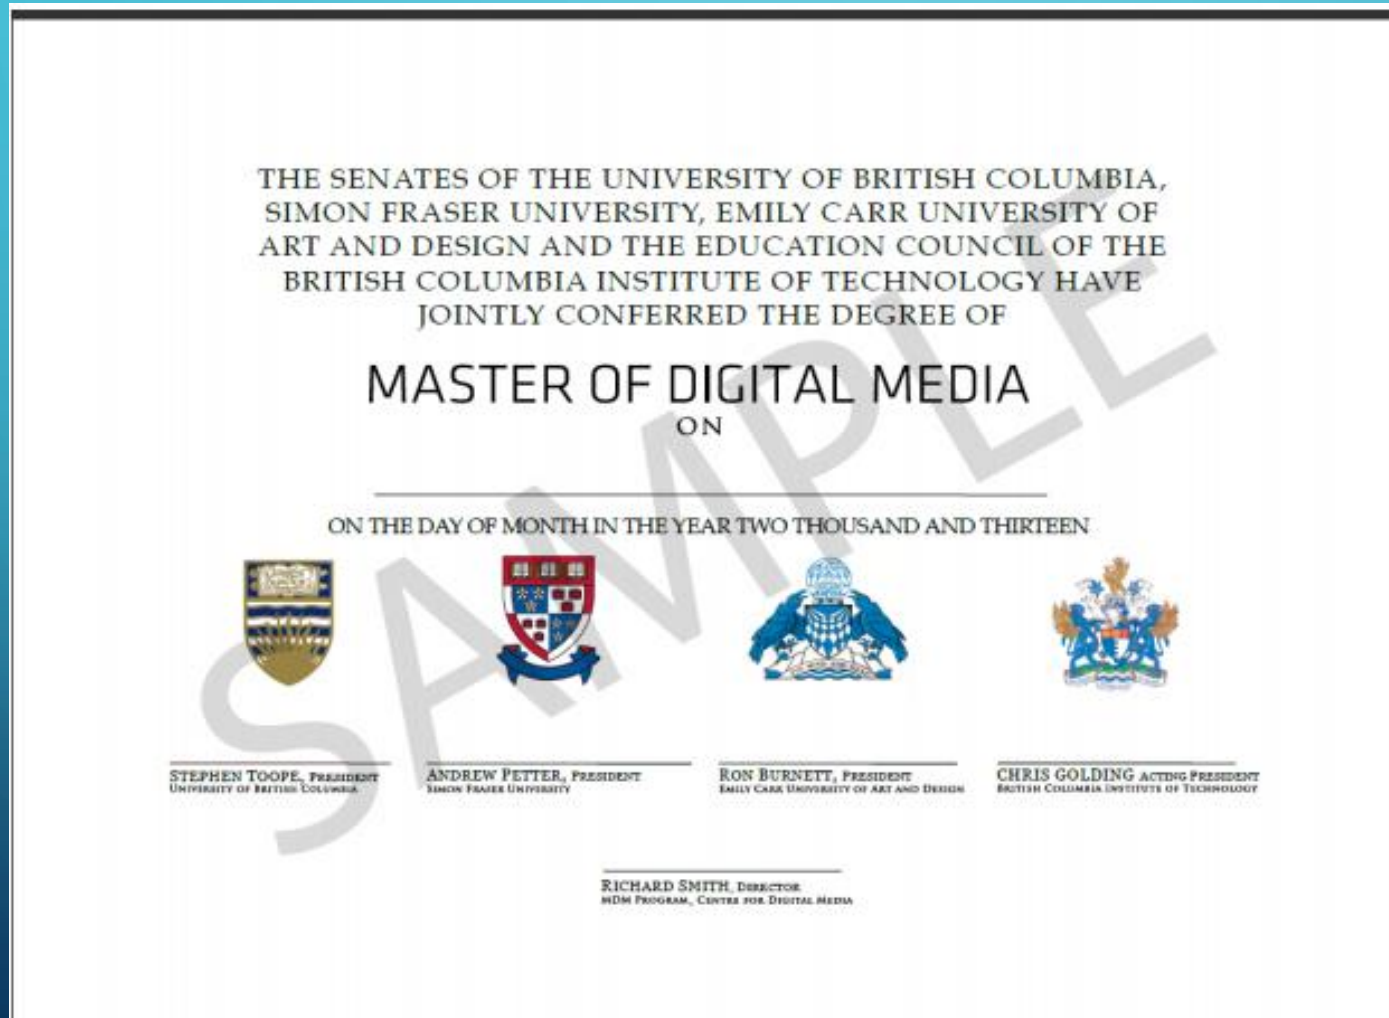 THE SENATES OF THE UNIVERSITY OF BRITISH COLUMBIA,
SIMON FRASER UNIVERSITY, EMILY CARR UNIVERSITY OF
ART AND DESIGN AND THE EDUCATION COUNCIL OF THE
BRITISH COLUMBIA INSTITUTE OF TECHNOLOGY HAVE
JOINTLY CONFERRED THE DEGREE OF
MASTER OF DIGITAL MEDIA
ON
ON THE DAY OF MONTH IN THE YEAR TWO THOUSAND AND THIRTEEN
SAMPLE
STEPHEN TOOPE, PRESIDENT
UNIVERSITY OF BRITISH COLUMBIA
ANDREW PETTER, PRESIDENT
SIMON FRASER UNIVERSITY
RON BURNETT, PRESIDENT
EMILY CARR UNIVERSITY OF ART AND DESIGN
CHRIS GOLDING ACTING PRESIDENT
BRITISH COLUMBIA INSTITUTE OF TECHNOLOGY
RICHARD SMITH, DIRECTOR
MDM PROGRAM, CENTRE FOR DIGITAL MEDIA